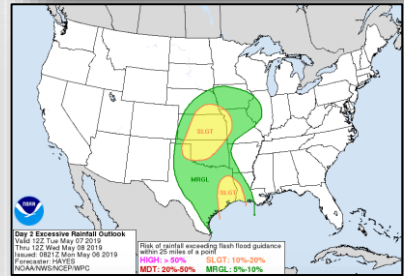 SLGT
MRGL
SLGT
noaa
Day 2 Excessive Rainfall Outlook
Valid 12Z Tue May 07 2019
Thru 12Z Wed May 08 2019
Issued: 0821Z Mon May 06 2019
Forecaster: HAYES
NOAA/NWS/NCEP/WPC
Risk of rainfall exceeding flash flood guidance
within 25 miles of a point
HIGH: > 50% SLGT: 10%-20%
MDT: 20%-50% MRGL: 5%-10%